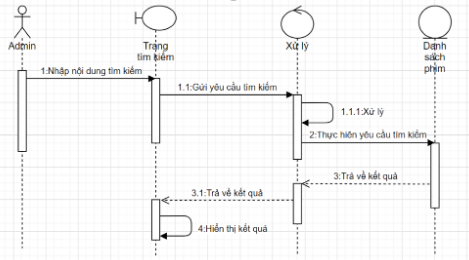 Admin
Trang
tìm kiếm
Xử lý
Danh
sách
phim
1:Nhập nội dung tìm kiếm
1.1:Gửi yêu cầu tìm kiếm
1.1.1:Xử lý
2:Thực hiên yêu cầu tìm kiếm
3:Trả về kết quả
3.1:Trả về kết quả
4:Hiển thị kết quả